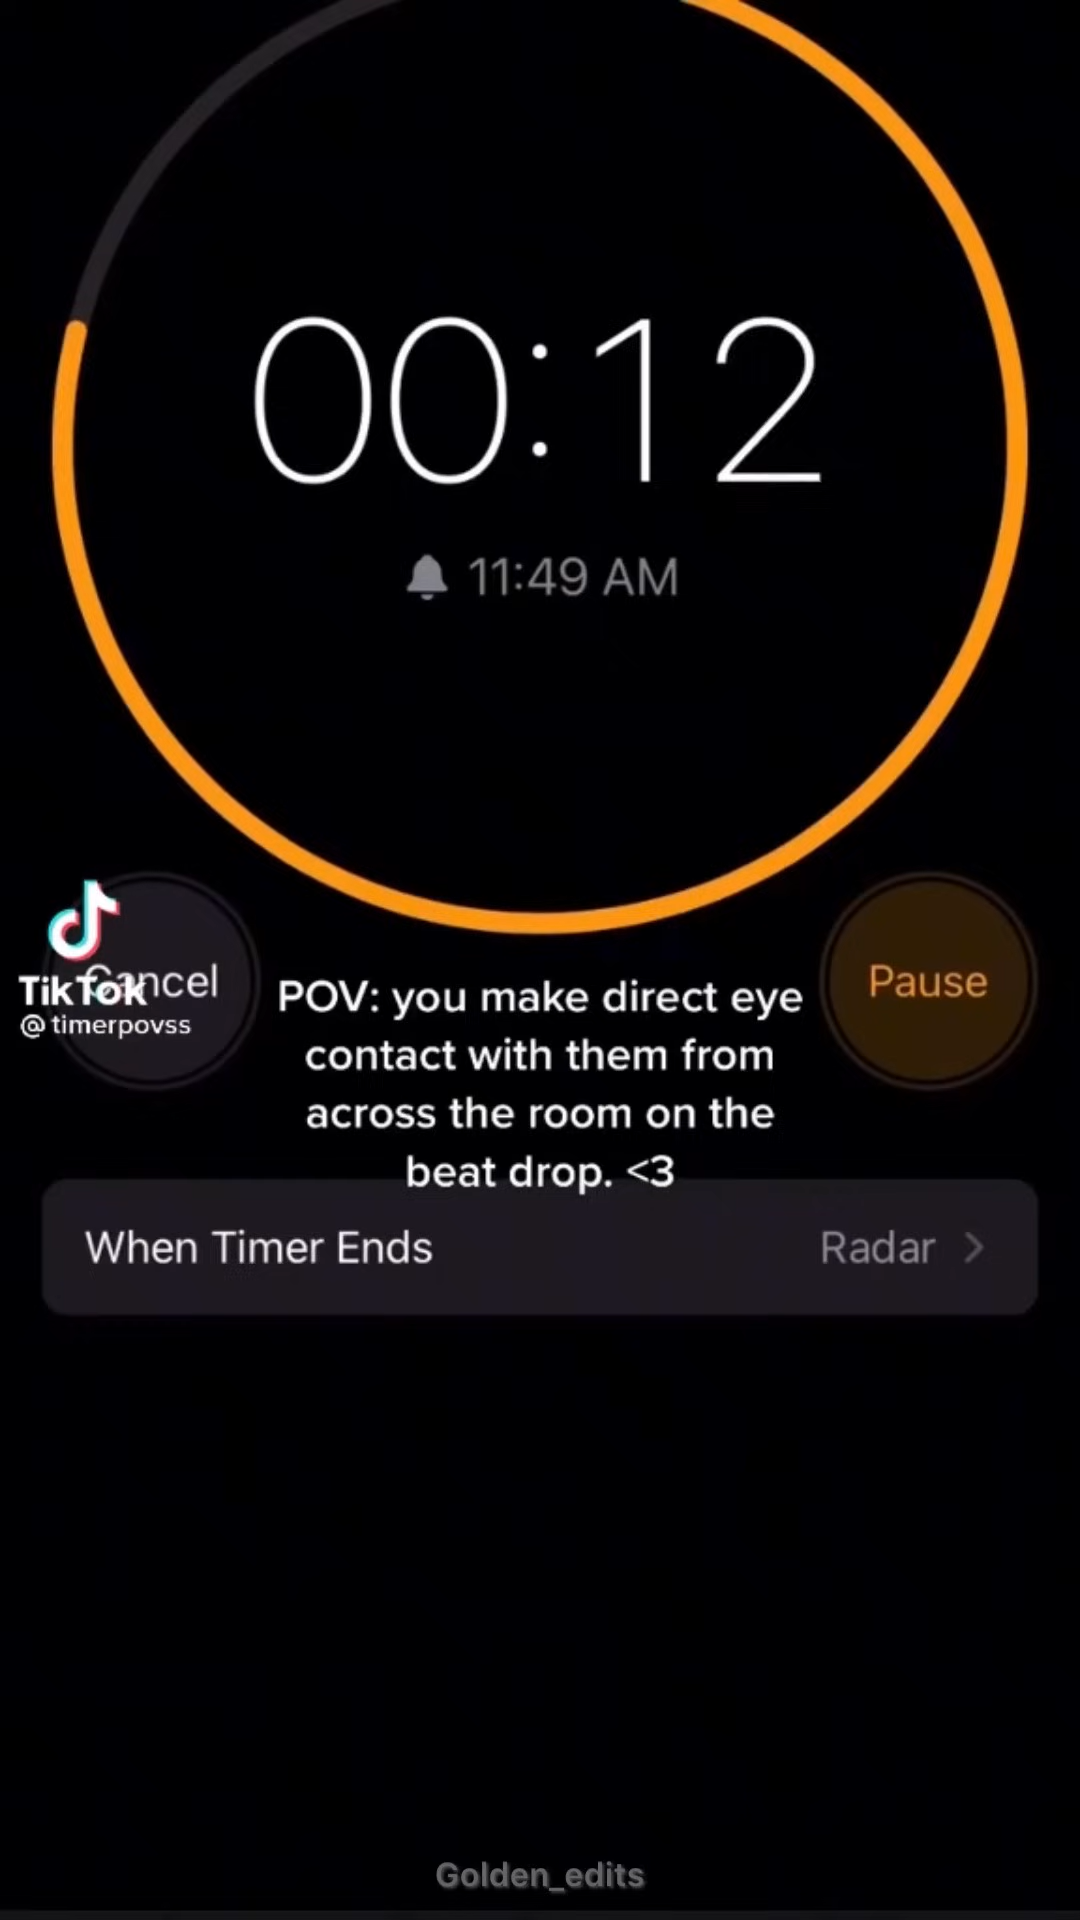 00:12
11:49 AM
Cancel
Pause
TikTok
@timerpovss
POV: you make direct eye
contact with them from
across the room on the
beat drop. <3
When Timer Ends
Radar
Golden_edits